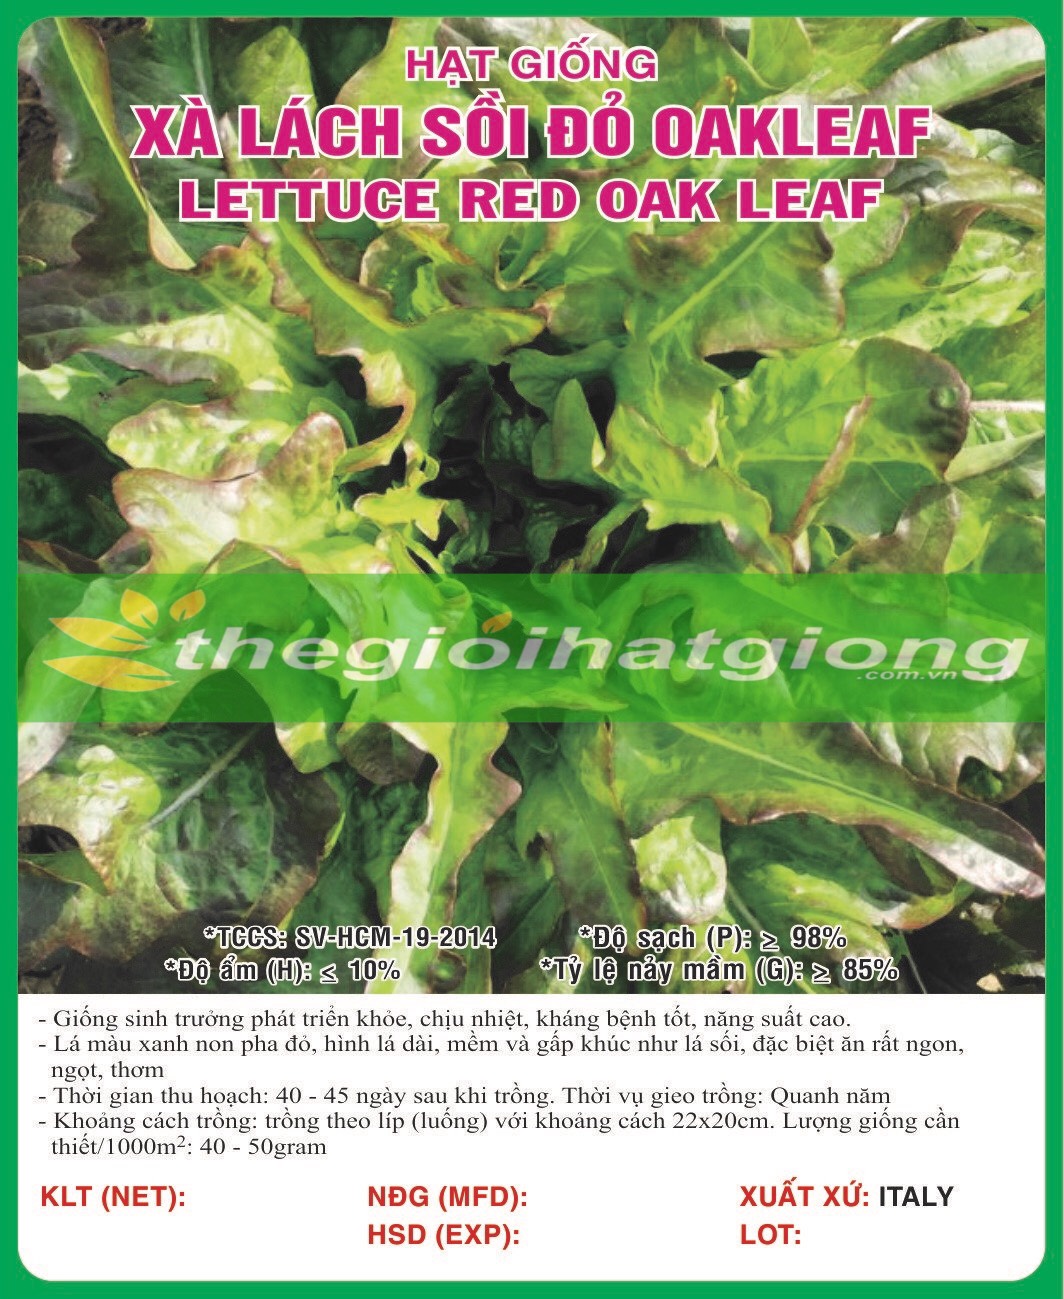 HẠT GIỐNG
XÀ LÁCH SỒI ĐỎ OAKLEAF
LETTUCE RED OAK LEAF
thegioihatgiong
.com.vn
*TCCS: SV-HCM-19-2014 *Độ sạch (P): ≥ 98%
*Độ ẩm (H): ≤ 10% *Tỷ lệ nảy mầm (G): ≥ 85%
- Giống sinh trưởng phát triển khỏe, chịu nhiệt, kháng bệnh tốt, năng suất cao.
- Lá màu xanh non pha đỏ, hình lá dài, mềm và gấp khúc như lá sối, đặc biệt ăn rất ngon,
ngọt, thơm
- Thời gian thu hoạch: 40 - 45 ngày sau khi trồng. Thời vụ gieo trồng: Quanh năm
- Khoảng cách trồng: trồng theo líp (luống) với khoảng cách 22x20cm. Lượng giống cần
thiết/1000m²: 40 - 50gram
KLT (NET): NĐG (MFD): XUẤT XỨ: ITALY
HSD (EXP): LOT: